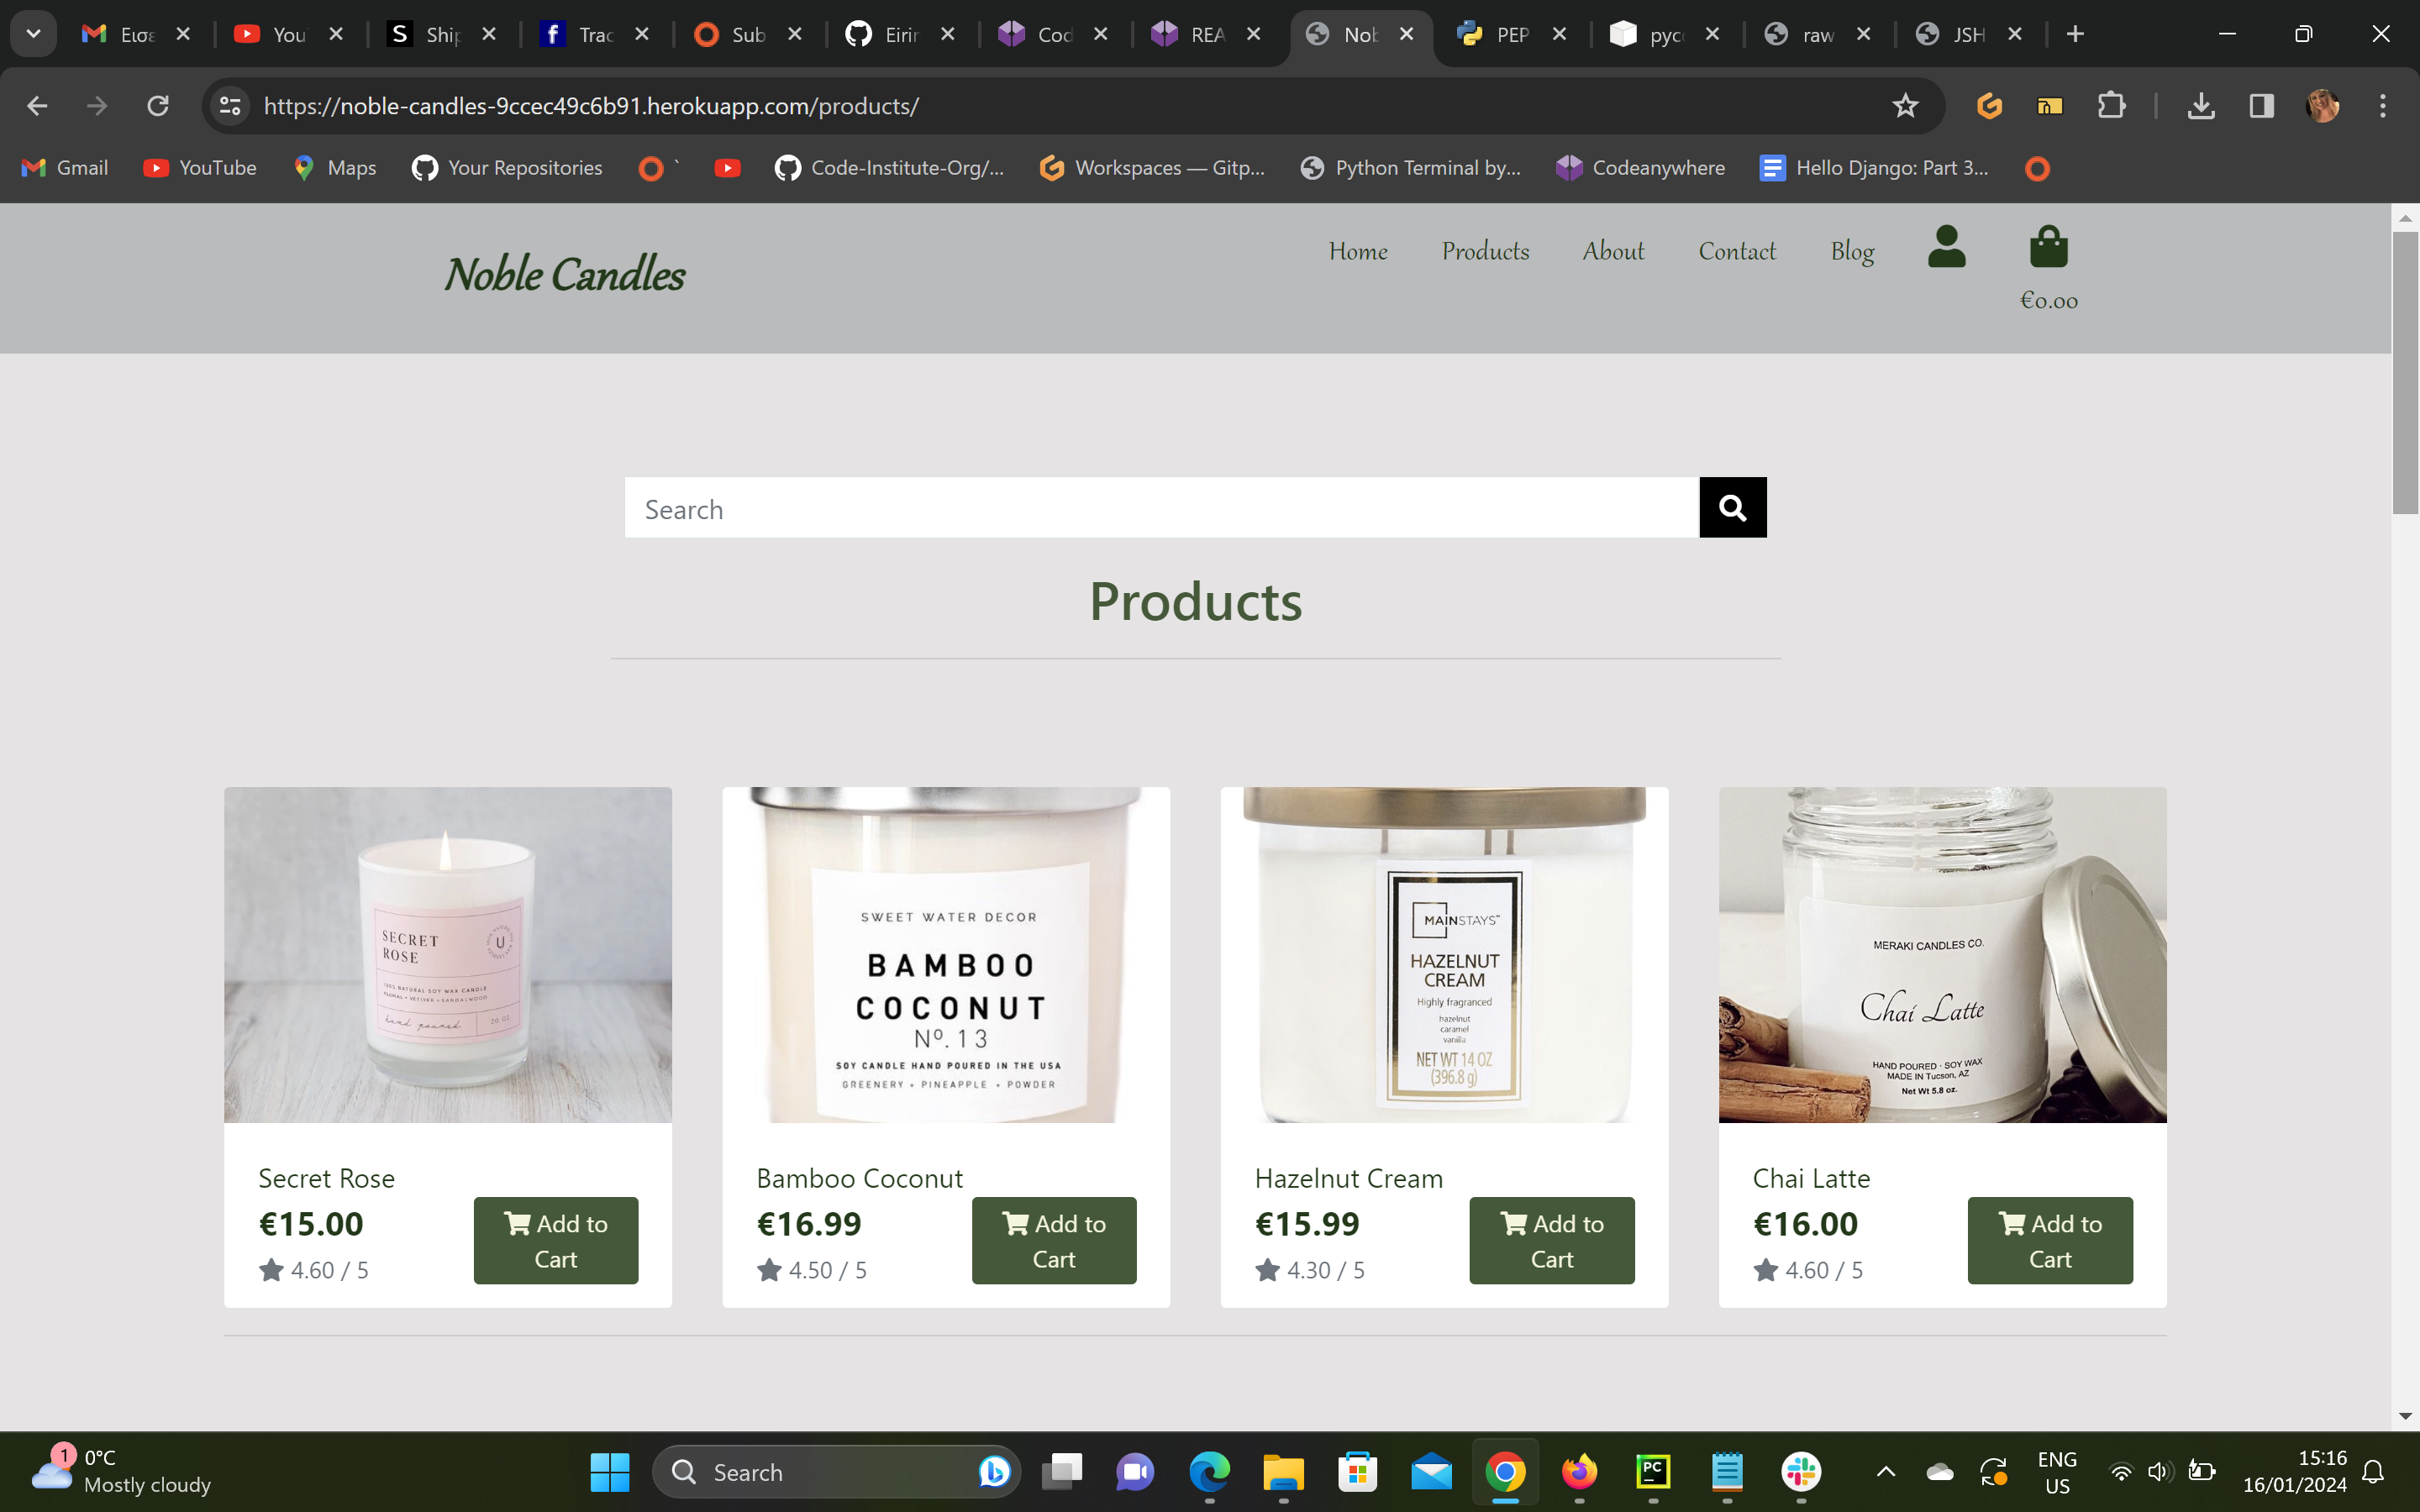 Εισε
You
Ship
Trac
Sub
Eirir
Cod
REA
Nob
PEP
pyc
raw
JSH
https://noble-candles-9ccec49c6b91.herokuapp.com/products/
Gmail
YouTube
Maps
Your Repositories
`
Code-Institute-Org/...
Workspaces — Gitp...
Python Terminal by...
Codeanywhere
Hello Django: Part 3...
Noble Candles
Home
Products
About
Contact
Blog
€0.00
Search
Products
SECRET
ROSE
U
100% NATURAL SOY WAX CANDLE
FLORAL • VETIVER • SANDALWOOD
hand poured
20 OZ.
SWEET WATER DECOR
BAMBOO
COCONUT
Nº.13
SOY CANDLE HAND POURED IN THE USA
GREENERY + PINEAPPLE + POWDER
MAINSTAYS™
HAZELNUT
CREAM
Highly fragranced
hazelnut
caramel
vanilla
NET WT 14 OZ
(396.8 g)
MERAKI CANDLES CO.
Chai Latte
HAND POURED · SOY WAX
MADE IN Tucson, AZ
Net Wt 5.8 oz.
Secret Rose
€15.00
4.60 / 5
Add to
Cart
Bamboo Coconut
€16.99
4.50 / 5
Add to
Cart
Hazelnut Cream
€15.99
4.30 / 5
Add to
Cart
Chai Latte
€16.00
4.60 / 5
Add to
Cart
1
0°C
Mostly cloudy
Search
PC
ENG
US
15:16
16/01/2024